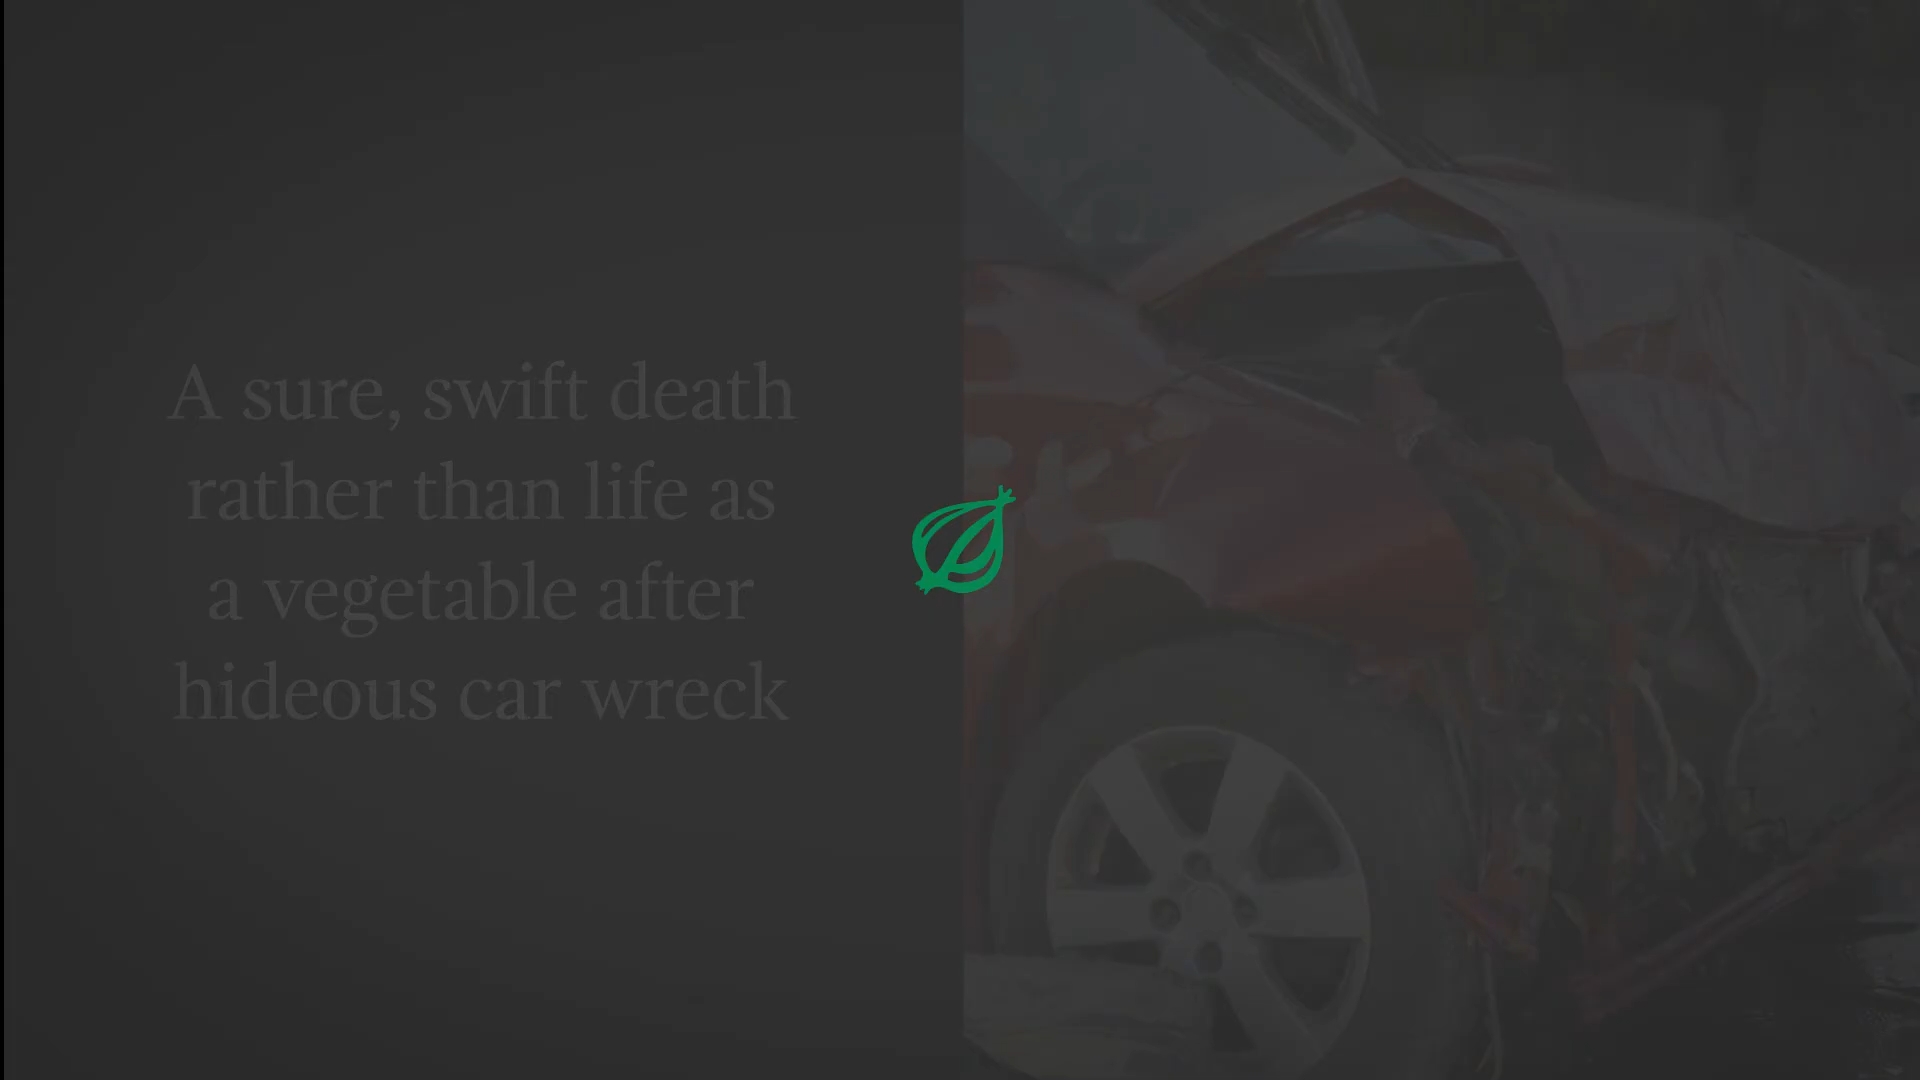 A sure, swift death
rather than life as
a vegetable after
hideous car wreck